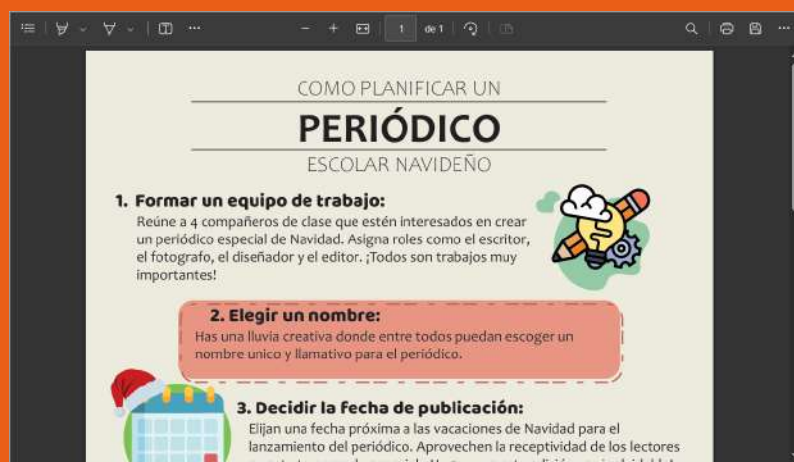 1 de 1
COMO PLANIFICAR UN
PERIÓDICO
ESCOLAR NAVIDEÑO
1. Formar un equipo de trabajo:
Reúne a 4 compañeros de clase que estén interesados en crear
un periódico especial de Navidad. Asigna roles como el escritor,
el fotografo, el diseñador y el editor. ¡Todos son trabajos muy
importantes!
2. Elegir un nombre:
Has una lluvia creativa donde entre todos puedan escoger un
nombre unico y llamativo para el periódico.
3. Decidir la fecha de publicación:
Elijan una fecha próxima a las vacaciones de Navidad para el
lanzamiento del periódico. Aprovechen la receptividad de los lectores